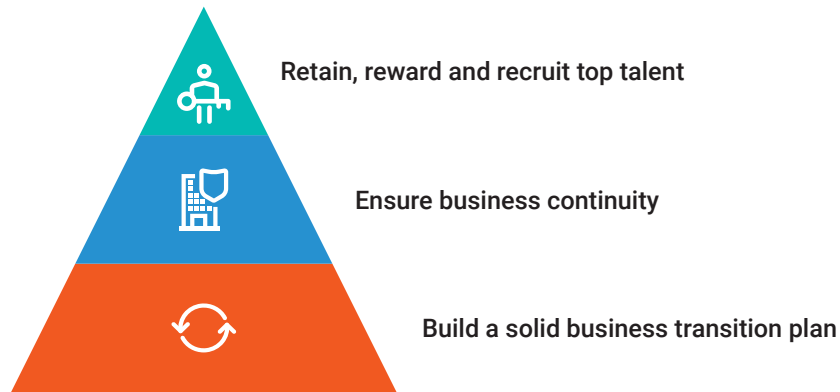 Retain, reward and recruit top talent
Ensure business continuity
Build a solid business transition plan